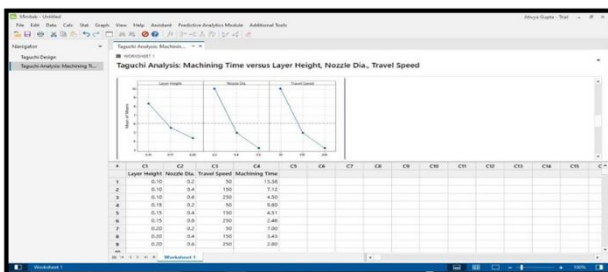 Minitab - Untitled
File Edit Data Calc Stat Graph View Help Assistant Predictive Analytics Module Additional Tools
Navigator
Taguchi Design
Taguchi Analysis: Machining Ti...
Taguchi Analysis: Machinin...
WORKSHEET 1
Taguchi Analysis: Machining Time versus Layer Height, Nozzle Dia., Travel Speed
Layer Height Nozzle Dia. Travel Speed
Mean of Means
C1 C2 C3 C4 C5 C6 C7 C8 C9 C10 C11 C12 C13 C14 C15
Layer Height Nozzle Dia. Travel Speed Machining Time
1 0.10 0.2 50
2 0.10 0.4 150 7.12
3 0.10 0.6 250 4.50
4 0.15 0.2 50
5 0.15 0.4 150 4.51
6 0.15 0.6 250 2.46
7 0.20 0.2 50 7.00
8 0.20 0.4 150 3.43
9 0.20 0.6 250 2.60
Worksheet 1
Worksheet 1
100%